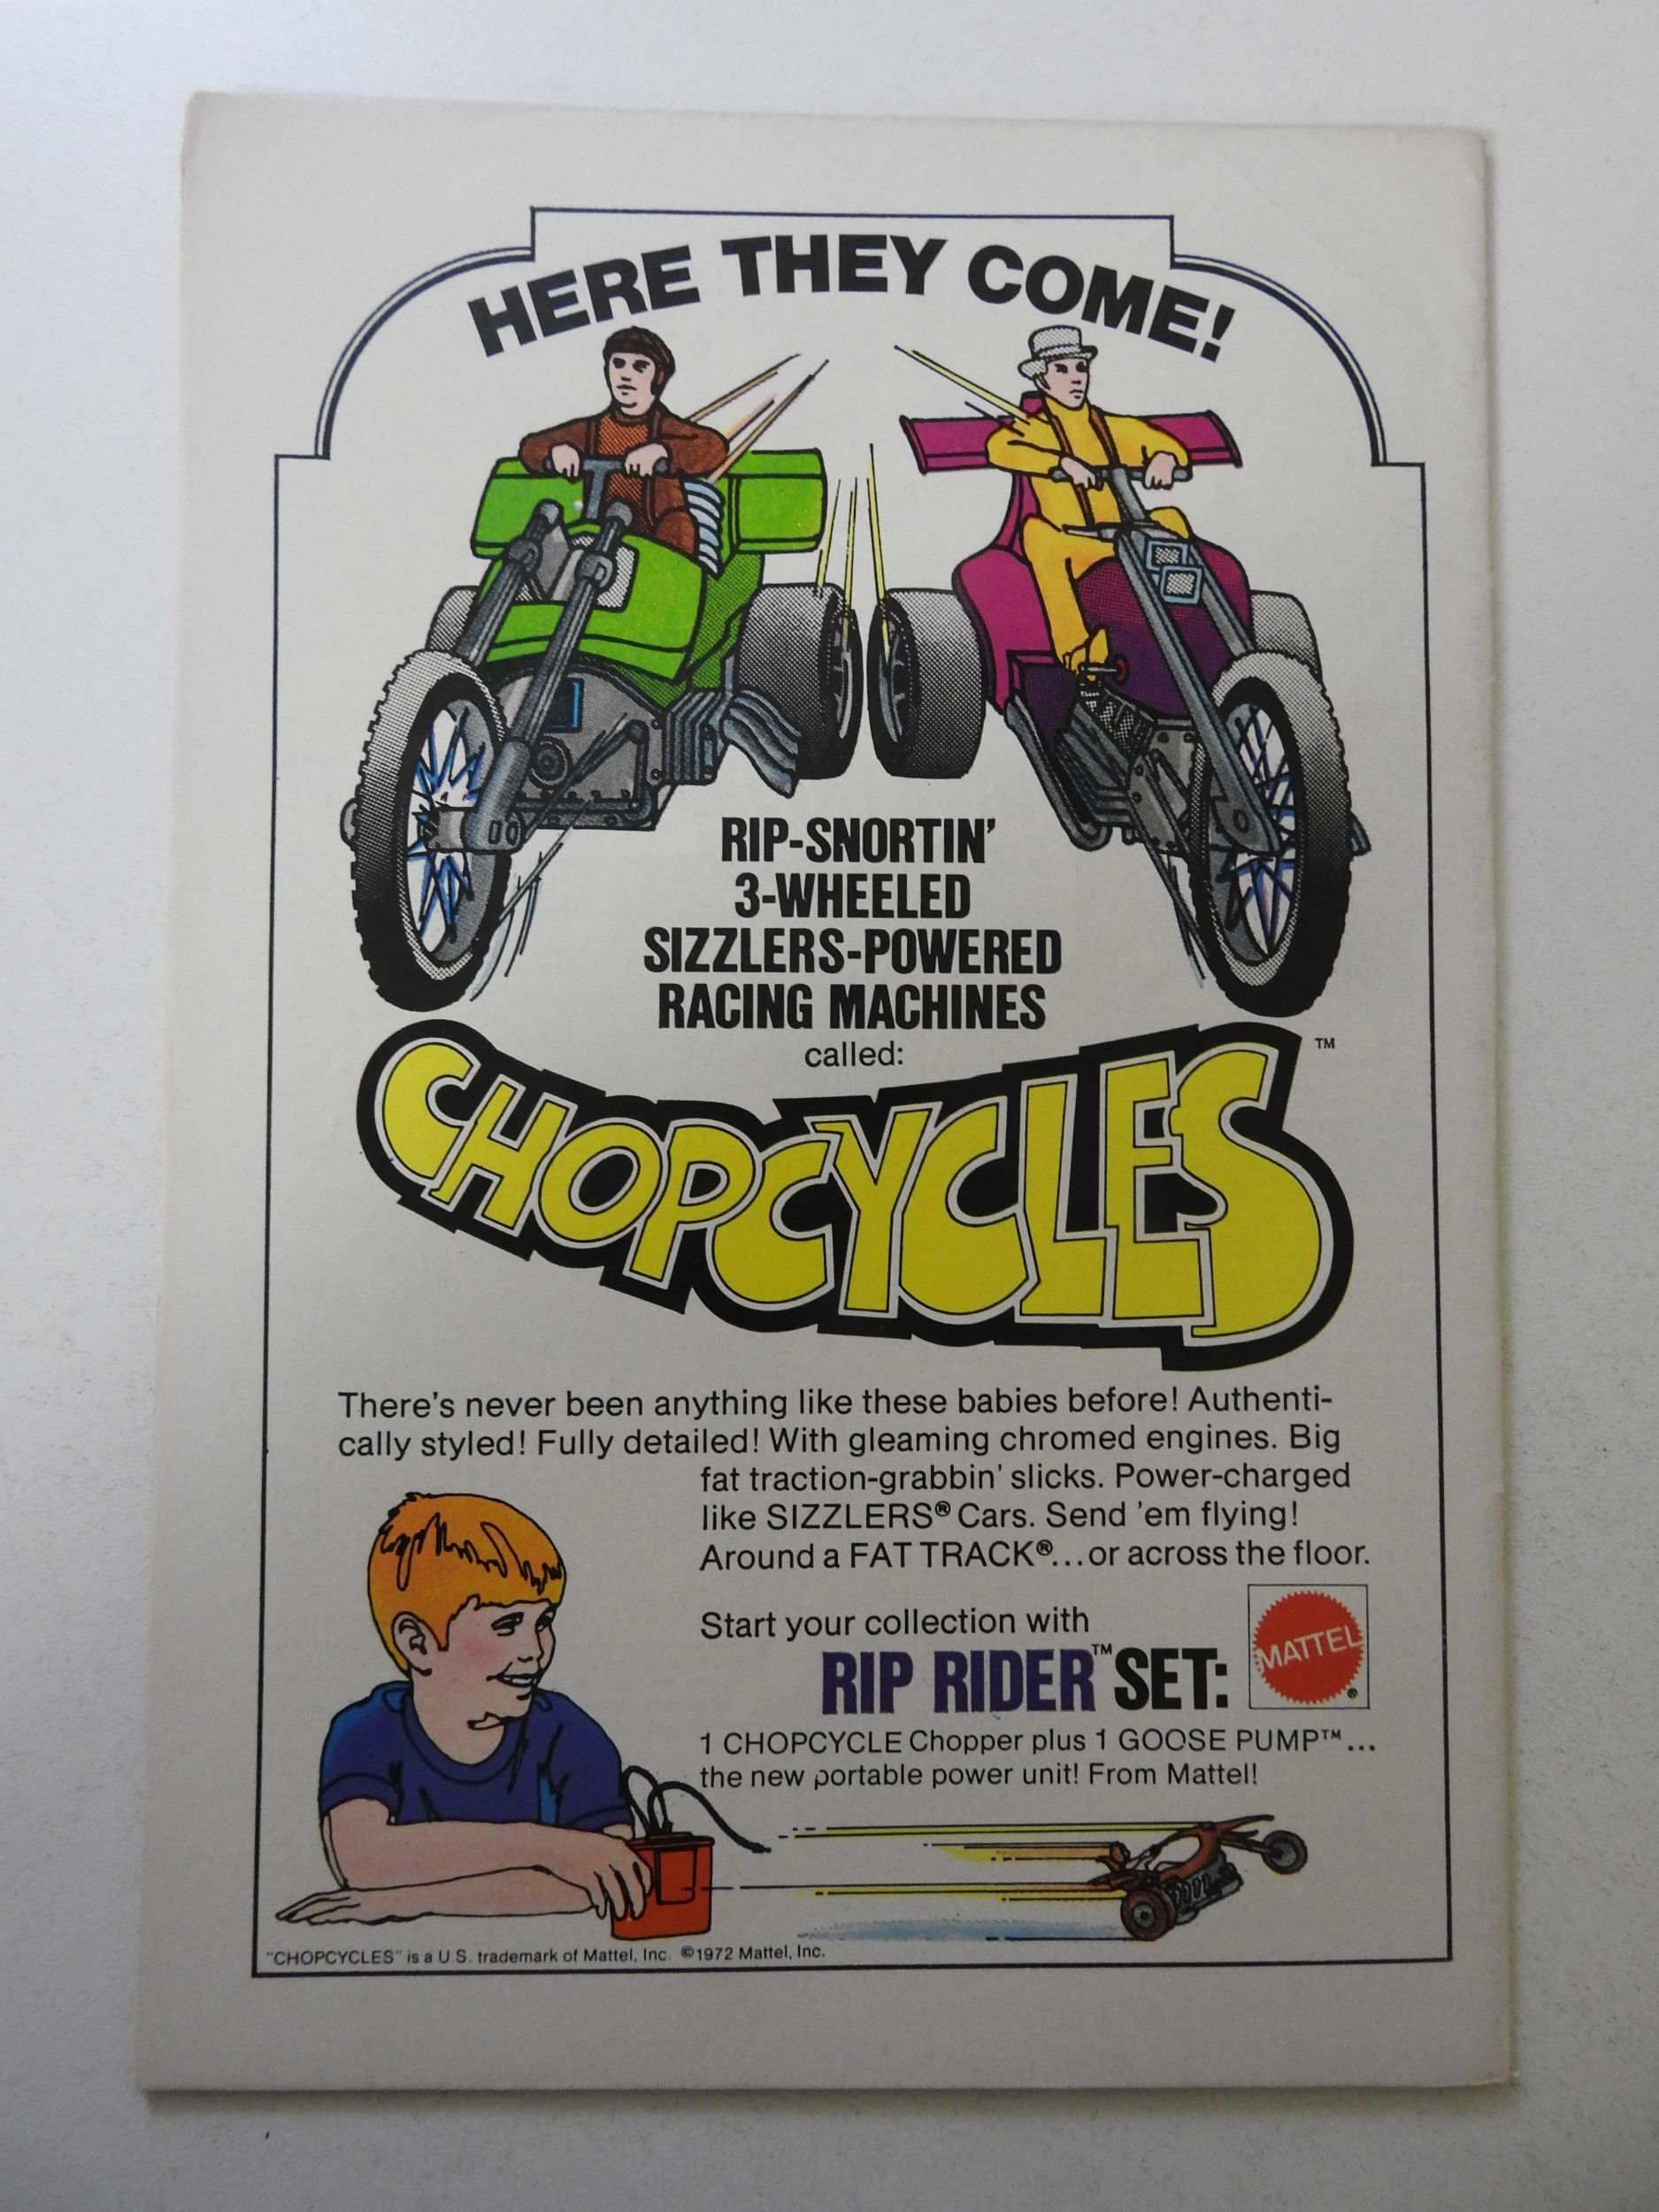 HERE THEY COME!
RIP-SNORTIN'
3-WHEELED
SIZZLERS-POWERED
RACING MACHINES
called:
CHOPCYCLES™
There's never been anything like these babies before! Authenti-
cally styled! Fully detailed! With gleaming chromed engines. Big
fat traction-grabbin' slicks. Power-charged
like SIZZLERS® Cars. Send 'em flying!
Around a FAT TRACK®...or across the floor.
Start your collection with
RIP RIDER™ SET:
MATTEL®
1 CHOPCYCLE Chopper plus 1 GOOSE PUMP™...
the new portable power unit! From Mattel!
"CHOPCYCLES" is a U.S. trademark of Mattel, Inc. ©1972 Mattel, Inc.